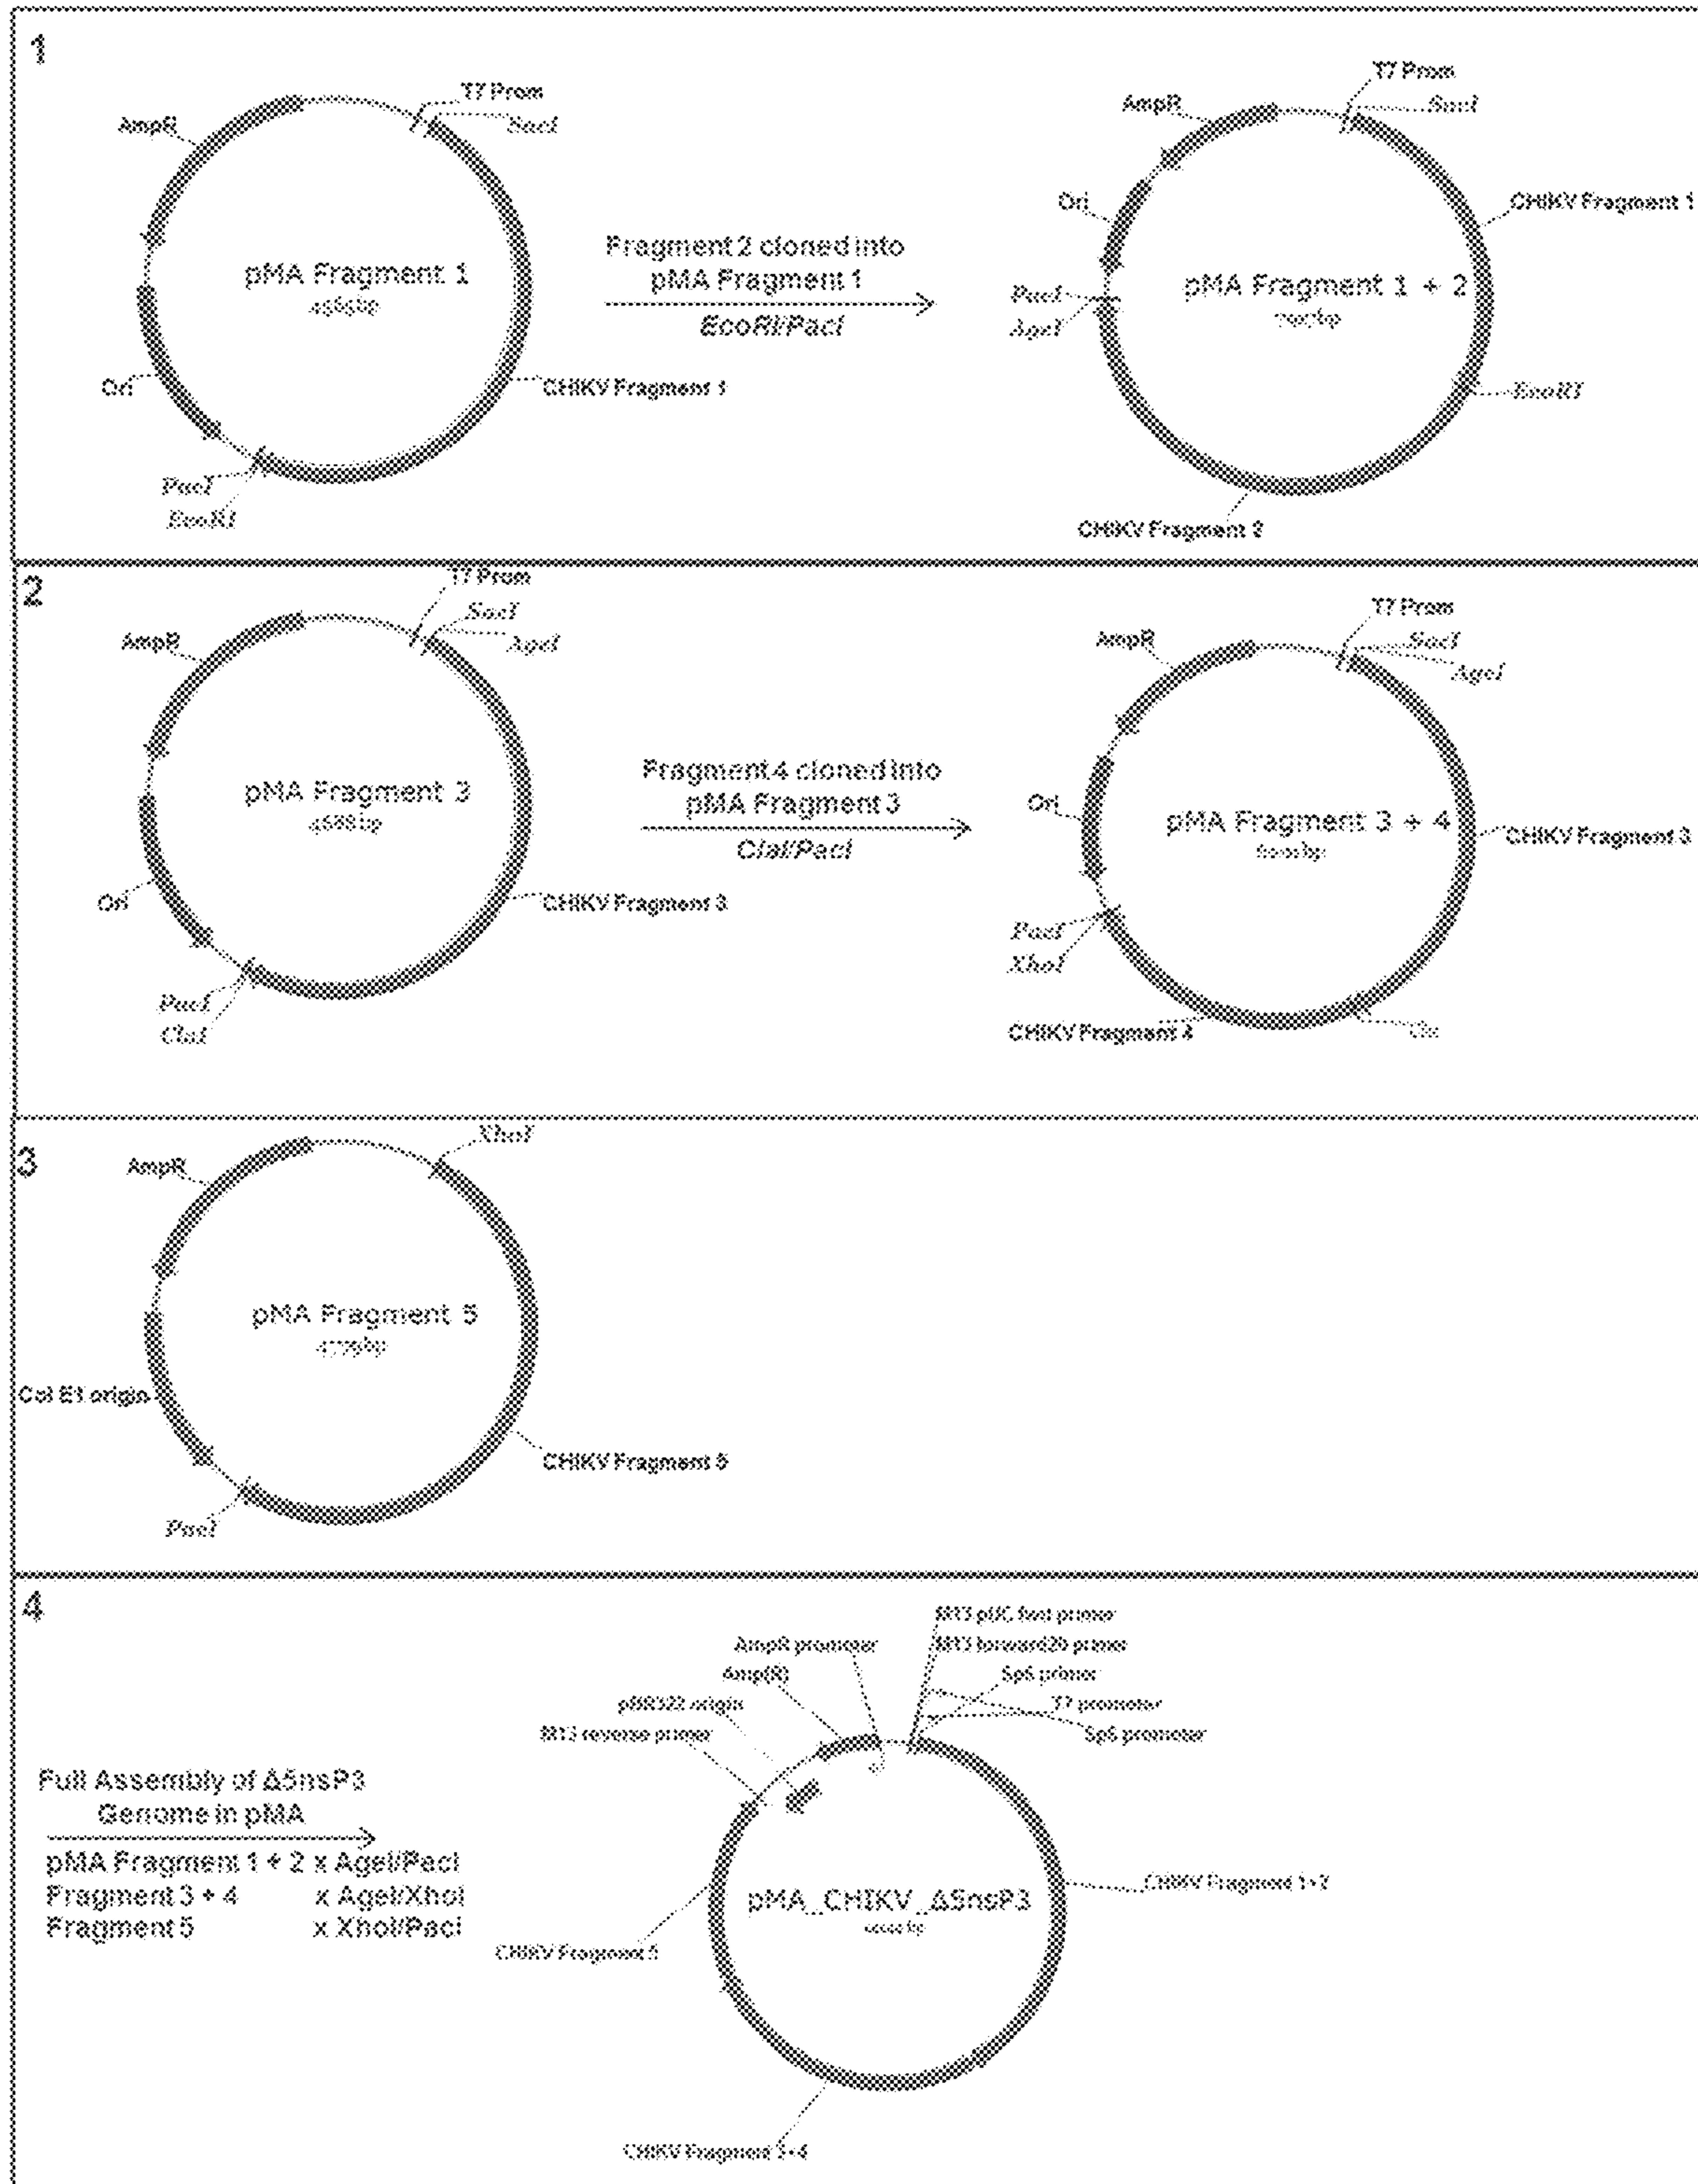 1
T7 Prom
SacI
AmpR
pMA Fragment 1
Ori
CHIKV Fragment 1
PacI
EcoRI
Fragment 2 cloned into
pMA Fragment 1
EcoRI/PacI
T7 Prom
SacI
AmpR
Ori
CHIKV Fragment 1
PacI
AgeI
pMA Fragment 1 + 2
EcoRI
CHIKV Fragment 2
2
T7 Prom
SacI
AgeI
AmpR
pMA Fragment 3
Ori
CHIKV Fragment 3
PacI
ClaI
Fragment 4 cloned into
pMA Fragment 3
ClaI/PacI
T7 Prom
SacI
AgeI
AmpR
Ori
pMA Fragment 3 + 4
CHIKV Fragment 3
PacI
XhoI
CHIKV Fragment 4
3
XhoI
AmpR
pMA Fragment 5
Col E1 origin
CHIKV Fragment 5
PacI
4
Full Assembly of Δ5nsP3
Genome in pMA
pMA Fragment 1 + 2 x AgeI/PacI
Fragment 3 + 4 x AgeI/XhoI
Fragment 5 x XhoI/PacI
M13 pUC fwd primer
AmpR promoter
M13 forward20 primer
Amp(R)
Sp6 primer
pBR322 origin
T7 promoter
M13 reverse primer
Sp6 promoter
CHIKV Fragment 1+2
pMA_CHIKV_Δ5nsP3
CHIKV Fragment 5
CHIKV Fragment 3+4